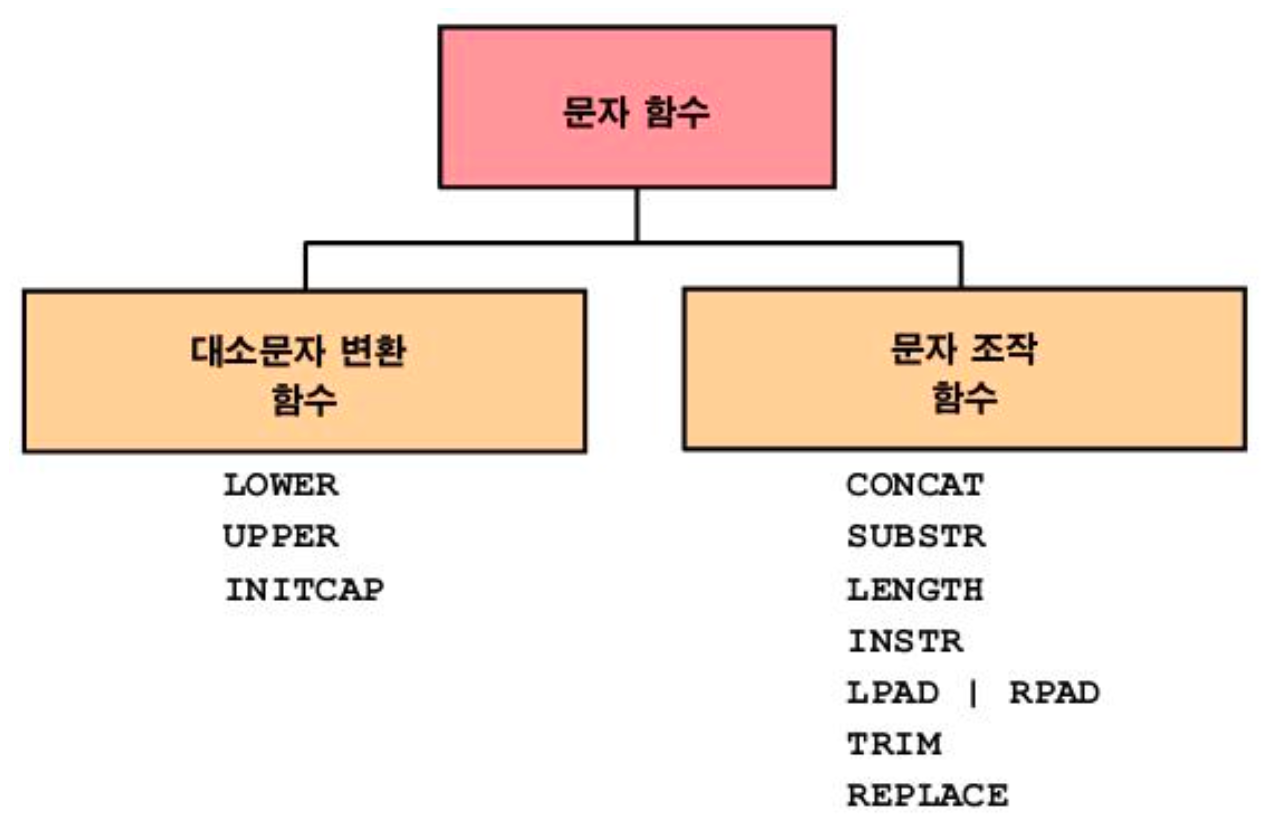 문자 함수
대소문자 변환
함수
LOWER
UPPER
INITCAP
문자 조작
함수
CONCAT
SUBSTR
LENGTH
INSTR
LPAD | RPAD
TRIM
REPLACE